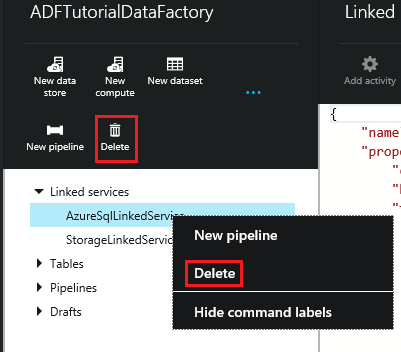 ADFTutorialDataFactory
Linked
New data store
New compute
New dataset
...
Add activity
New pipeline
Delete
{
"name
"prope
Linked services
AzureSqlLinkedService
StorageLinkedServic
Tables
Pipelines
Drafts
New pipeline
Delete
Hide command labels